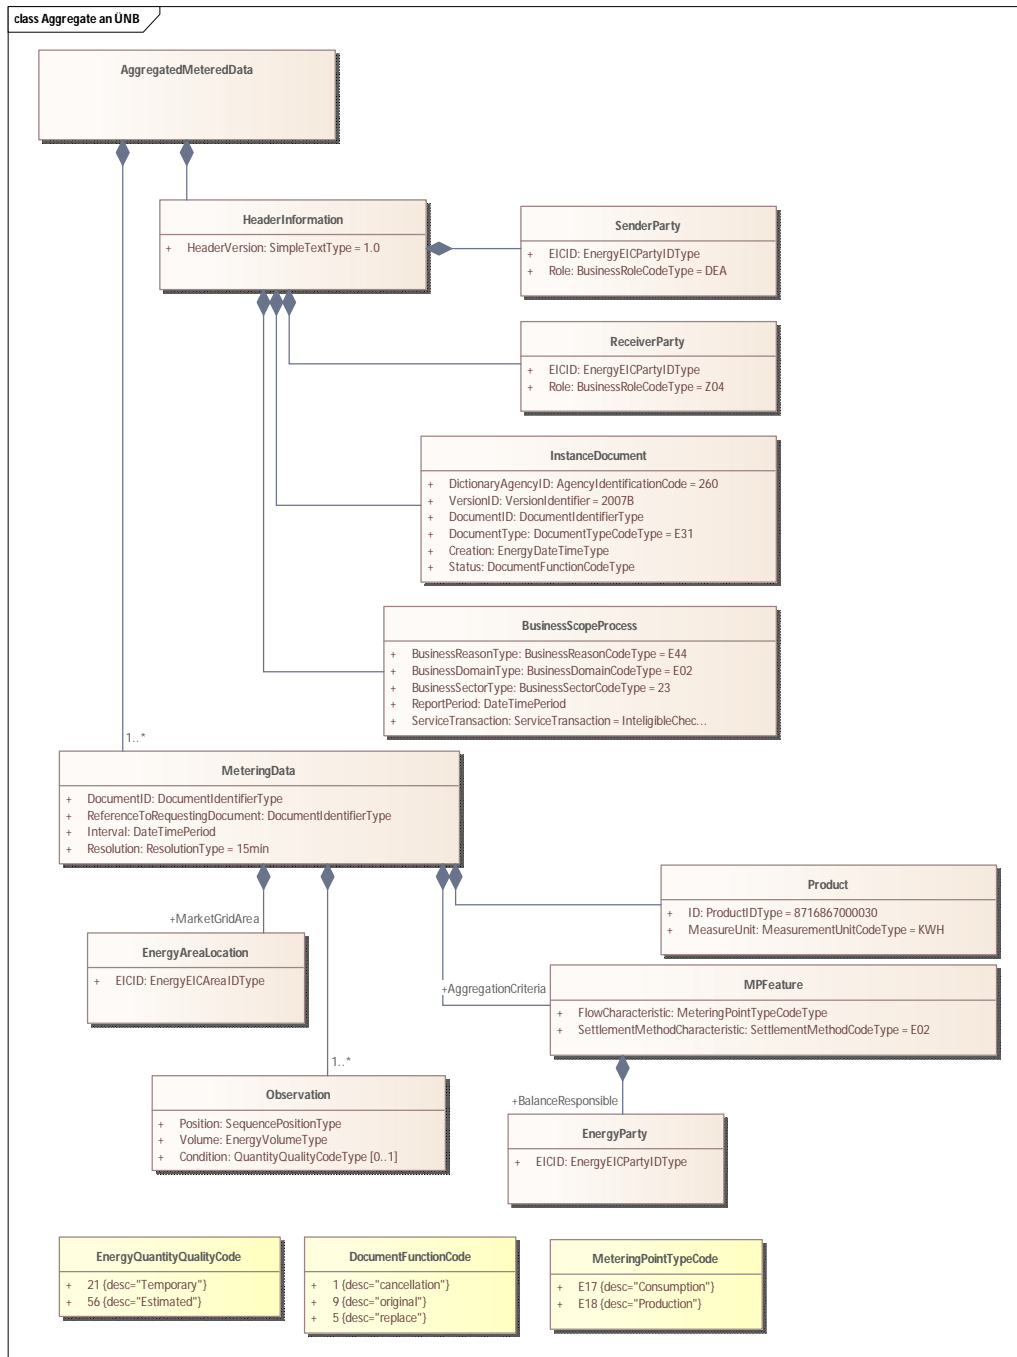 class Aggregate an ÜNB
AggregatedMeteredData
HeaderInformation
+ HeaderVersion: SimpleTextType = 1.0
SenderParty
+ EICID: EnergyEICPartyIDType
+ Role: BusinessRoleCodeType = DEA
ReceiverParty
+ EICID: EnergyEICPartyIDType
+ Role: BusinessRoleCodeType = Z04
InstanceDocument
+ DictionaryAgencyID: AgencyIdentificationCode = 260
+ VersionID: VersionIdentifier = 2007B
+ DocumentID: DocumentIdentifierType
+ DocumentType: DocumentTypeCodeType = E31
+ Creation: EnergyDateTimeType
+ Status: DocumentFunctionCodeType
BusinessScopeProcess
+ BusinessReasonType: BusinessReasonCodeType = E44
+ BusinessDomainType: BusinessDomainCodeType = E02
+ BusinessSectorType: BusinessSectorCodeType = 23
+ ReportPeriod: DateTimePeriod
+ ServiceTransaction: ServiceTransaction = InteligibleChec...
1..*
MeteringData
+ DocumentID: DocumentIdentifierType
+ ReferenceToRequestingDocument: DocumentIdentifierType
+ Interval: DateTimePeriod
+ Resolution: ResolutionType = 15min
Product
+ ID: ProductIDType = 8716867000030
+ MeasureUnit: MeasurementUnitCodeType = KWH
+MarketGridArea
EnergyAreaLocation
+ EICID: EnergyEICAreaIDType
+AggregationCriteria
MPFeature
+ FlowCharacteristic: MeteringPointTypeCodeType
+ SettlementMethodCharacteristic: SettlementMethodCodeType = E02
1..*
Observation
+ Position: SequencePositionType
+ Volume: EnergyVolumeType
+ Condition: QuantityQualityCodeType [0..1]
+BalanceResponsible
EnergyParty
+ EICID: EnergyEICPartyIDType
EnergyQuantityQualityCode
+ 21 {desc="Temporary"}
+ 56 {desc="Estimated"}
DocumentFunctionCode
+ 1 {desc="cancellation"}
+ 9 {desc="original"}
+ 5 {desc="replace"}
MeteringPointTypeCode
+ E17 {desc="Consumption"}
+ E18 {desc="Production"}